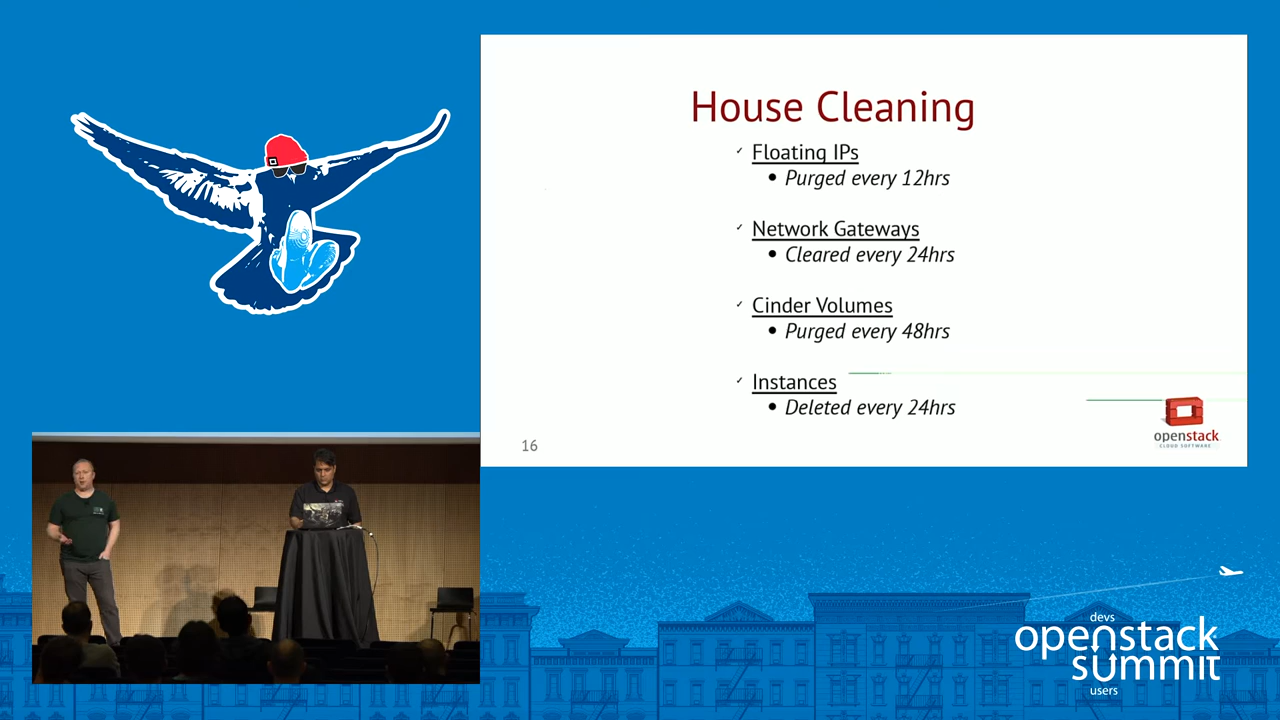 House Cleaning
✓ Floating IPs
• Purged every 12hrs
✓ Network Gateways
• Cleared every 24hrs
✓ Cinder Volumes
• Purged every 48hrs
✓ Instances
• Deleted every 24hrs
16
openstack
CLOUD SOFTWARE
devs
openstack
summit
users